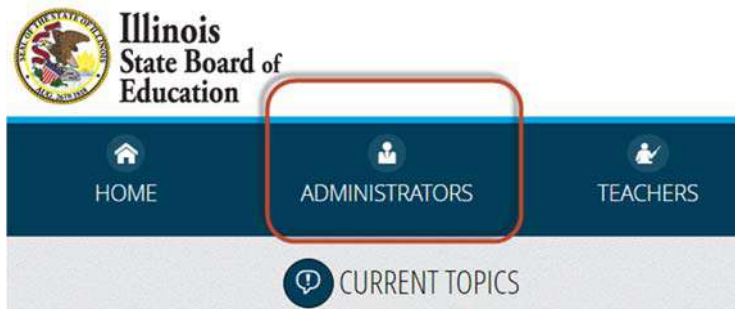 Illinois
State Board of
Education
HOME
ADMINISTRATORS
TEACHERS
CURRENT TOPICS